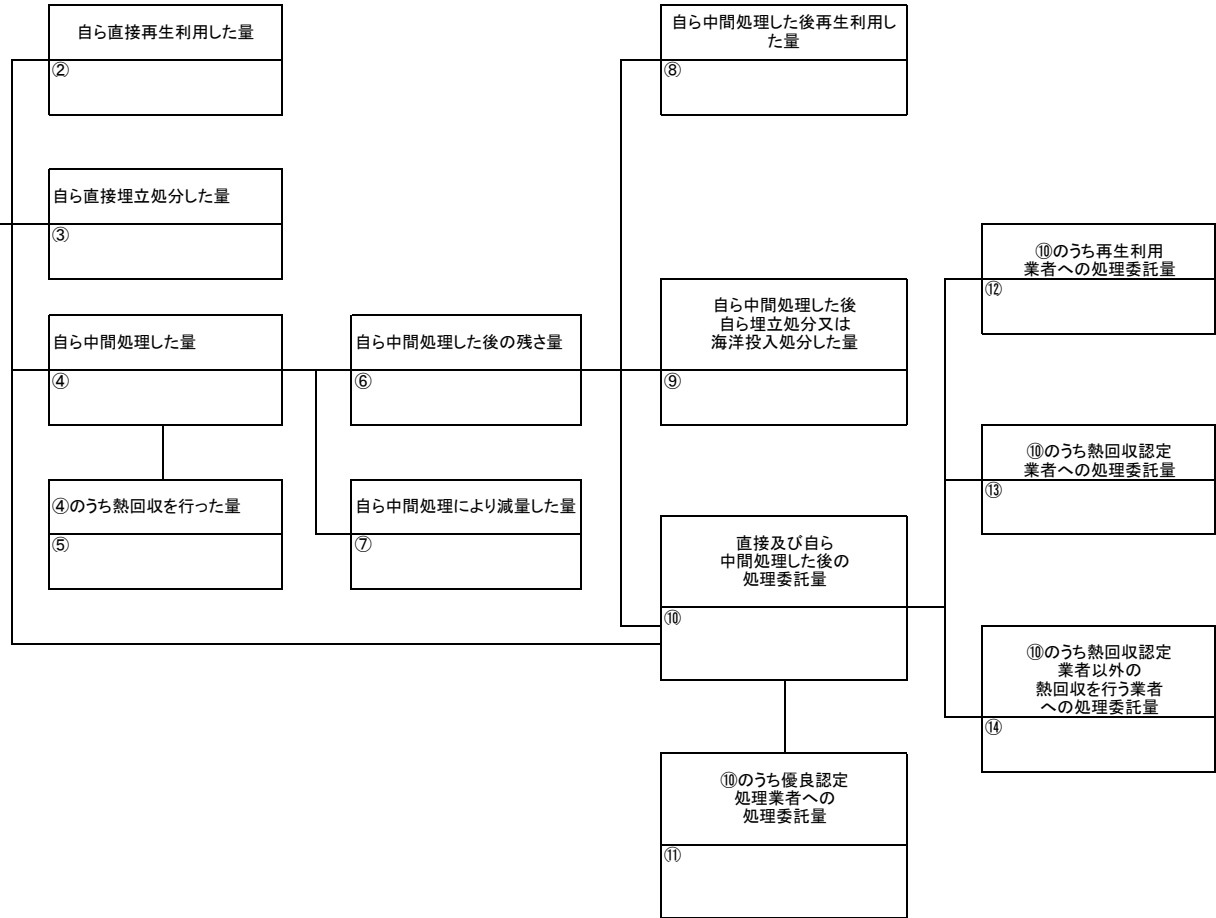 自ら直接再生利用した量
②
自ら直接埋立処分した量
③
自ら中間処理した量
④
④のうち熱回収を行った量
⑤
自ら中間処理した後の残さ量
⑥
自ら中間処理により減量した量
⑦
自ら中間処理した後再生利用し
た量
⑧
自ら中間処理した後
自ら埋立処分又は
海洋投入処分した量
⑨
直接及び自ら
中間処理した後の
処理委託量
⑩
⑩のうち優良認定
処理業者への
処理委託量
⑪
⑩のうち再生利用
業者への処理委託量
⑫
⑩のうち熱回収認定
業者への処理委託量
⑬
⑩のうち熱回収認定
業者以外の
熱回収を行う業者
への処理委託量
⑭